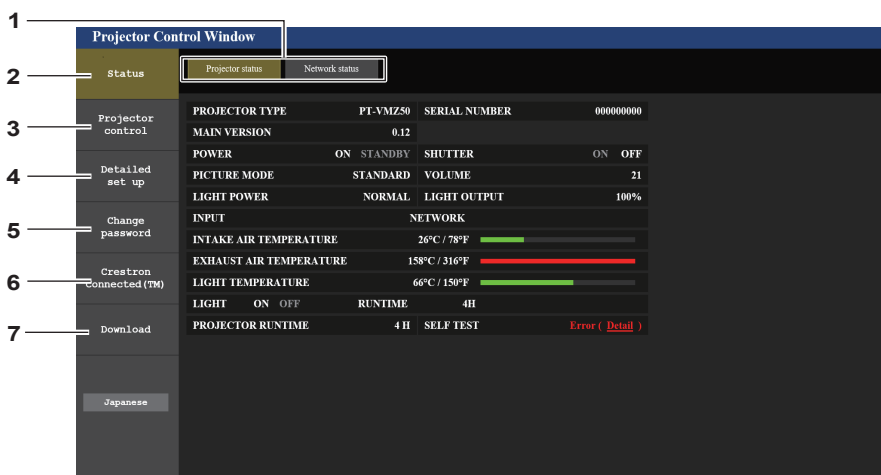 1
Projector Control Window
Projector status Network status
2 Status
PROJECTOR TYPE PT-VMZ50 SERIAL NUMBER 000000000
3 Projector
control
MAIN VERSION 0.12
POWER ON STANDBY SHUTTER ON OFF
4 Detailed
set up
PICTURE MODE STANDARD VOLUME 21
LIGHT POWER NORMAL LIGHT OUTPUT 100%
5 Change
password
INPUT NETWORK
INTAKE AIR TEMPERATURE 26°C / 78°F
EXHAUST AIR TEMPERATURE 158°C / 316°F
6 Crestron
Connected(TM)
LIGHT TEMPERATURE 66°C / 150°F
LIGHT ON OFF RUNTIME 4H
7 Download
PROJECTOR RUNTIME 4 H SELF TEST Error ( Detail )
Japanese